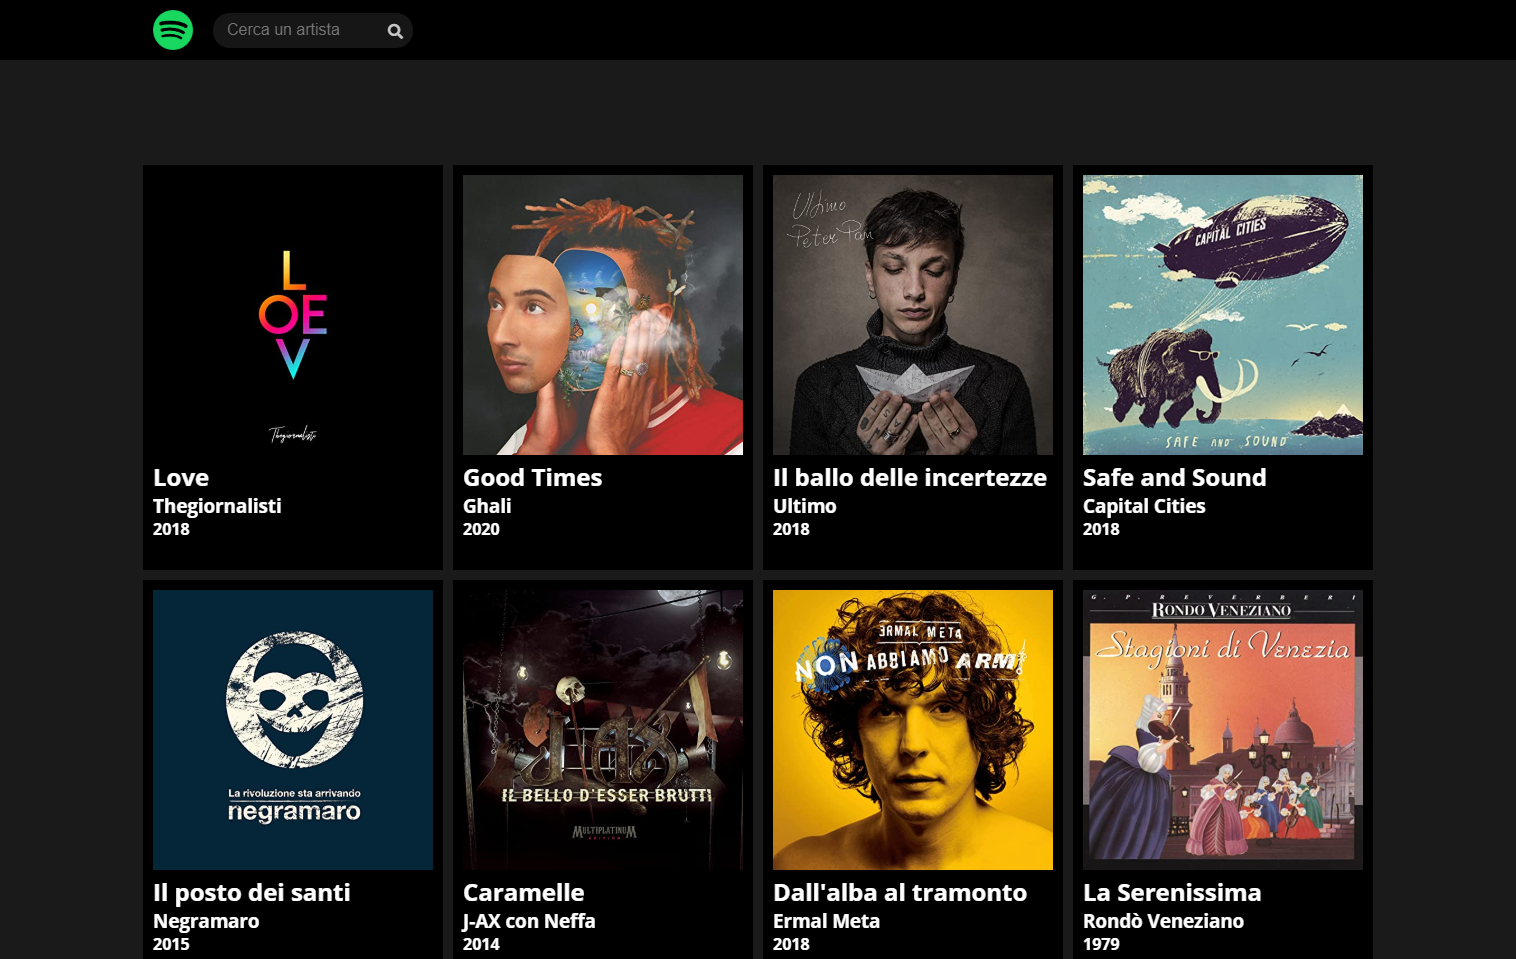 Cerca un artista
L
OE
V
Thegiornalisti
Love
Thegiornalisti
2018
Good Times
Ghali
2020
Ultimo
Peter Pan
Il ballo delle incertezze
Ultimo
2018
CAPITAL CITIES
SAFE AND SOUND
Safe and Sound
Capital Cities
2018
La rivoluzione sta arrivando
negramaro
Il posto dei santi
Negramaro
2015
J-AX
IL BELLO D'ESSER BRUTTI
MULTIPLATINUM
EDITION
Caramelle
J-AX con Neffa
2014
ERMAL META
NON ABBIAMO ARMI
Dall'alba al tramonto
Ermal Meta
2018
G. P. REVERBERI
RONDO' VENEZIANO
Stagioni di Venezia
La Serenissima
Rondò Veneziano
1979